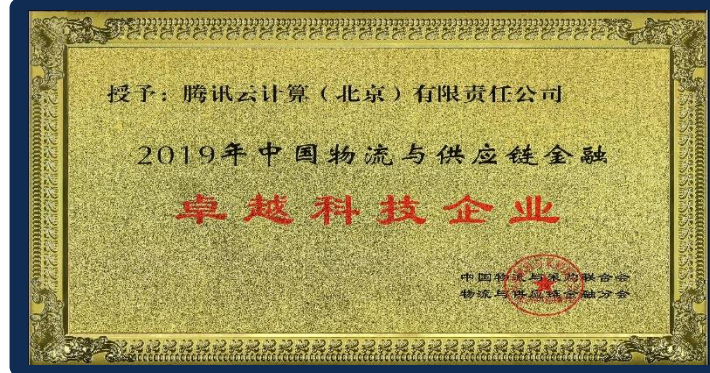 授予：腾讯云计算（北京）有限责任公司
2019年中国物流与供应链金融
卓越科技企业
中国物流与采购联合会
物流与供应链金融分会